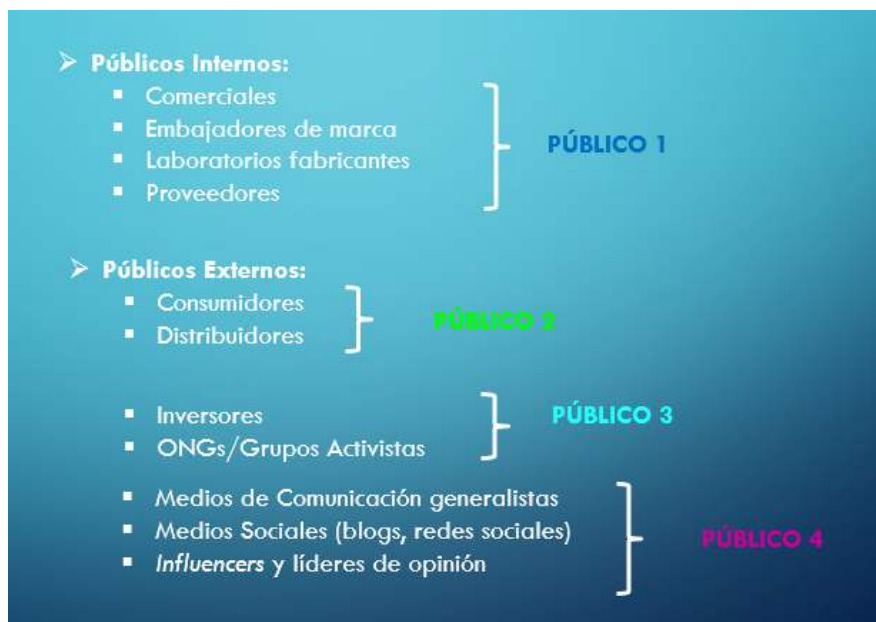 ➤ Públicos Internos:
▪ Comerciales
▪ Embajadores de marca
▪ Laboratorios fabricantes
▪ Proveedores
PÚBLICO 1
➤ Públicos Externos:
▪ Consumidores
▪ Distribuidores
PÚBLICO 2
▪ Inversores
▪ ONGs/Grupos Activistas
PÚBLICO 3
▪ Medios de Comunicación generalistas
▪ Medios Sociales (blogs, redes sociales)
▪ Influencers y líderes de opinión
PÚBLICO 4